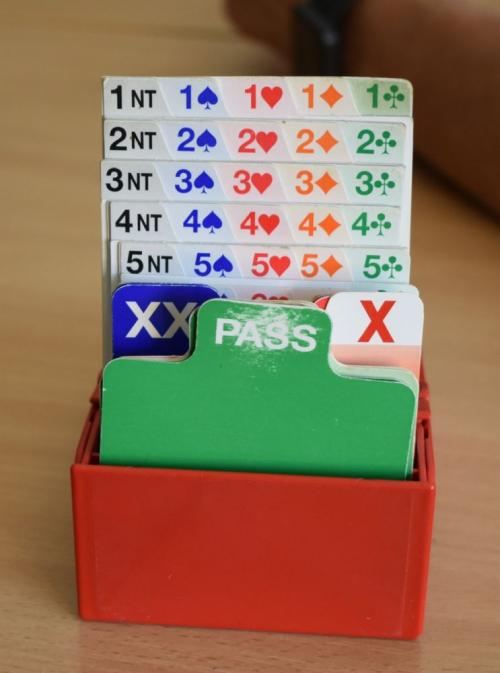 1NT 1♠ 1♥ 1♦ 1♣
2NT 2♠ 2♥ 2♦ 2♣
3NT 3♠ 3♥ 3♦ 3♣
4NT 4♠ 4♥ 4♦ 4♣
5NT 5♠ 5♥ 5♦ 5♣
XX X
PASS